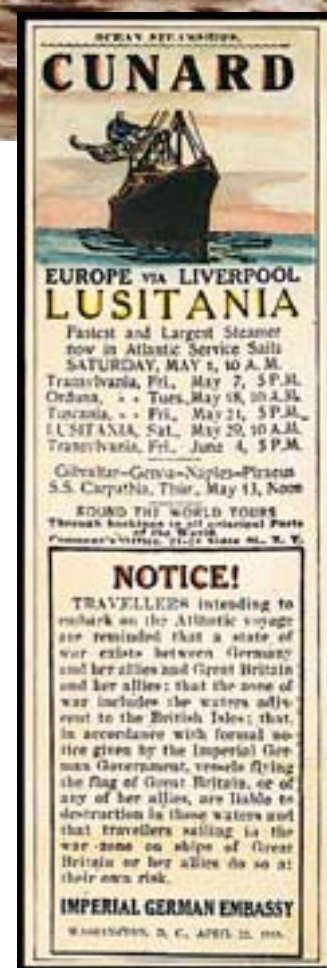 OCEAN STEAMSHIPS.
CUNARD
EUROPE VIA LIVERPOOL
LUSITANIA
Fastest and Largest Steamer
now in Atlantic Service Sails
SATURDAY, MAY 1, 10 A.M.
Transylvania, Fri., May 7, 5 P.M.
Orduna, - - Tues., May 18, 10 A.M.
Tuscania, - - Fri., May 21, 5 P.M.
LUSITANIA, Sat., May 29, 10 A.M.
Transylvania, Fri., June 4, 5 P.M.
Gibraltar-Genoa-Naples-Piraeus
S.S. Carpathia, Thur., May 13, Noon
ROUND THE WORLD TOURS
Through bookings to all principal Ports
of the World.
Company's Office, 21-24 State St., N. Y.
NOTICE!
TRAVELLERS intending to
embark on the Atlantic voyage
are reminded that a state of
war exists between Germany
and her allies and Great Britain
and her allies; that the zone of
war includes the waters adja-
cent to the British Isles; that,
in accordance with formal no-
tice given by the Imperial Ger-
man Government, vessels flying
the flag of Great Britain, or of
any of her allies, are liable to
destruction in those waters and
that travellers sailing in the
war zone on ships of Great
Britain or her allies do so at
their own risk.
IMPERIAL GERMAN EMBASSY
WASHINGTON, D. C., APRIL 22, 1915.